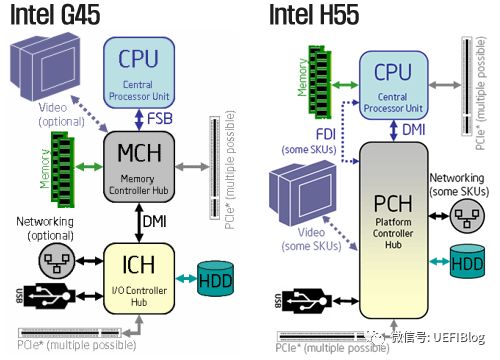 Intel G45
CPU
Central
Processor Unit
Video
(optional)
FSB
MCH
Memory
Controller Hub
Memory
PCIe* (multiple possible)
DMI
Networking
(optional)
ICH
I/O Controller
Hub
HDD
USB
PCIe* (multiple possible)
Intel H55
Memory
CPU
Central
Processor Unit
PCIe* (multiple possible)
FDI
(some SKUs)
DMI
PCH
Platform
Controller
Hub
Networking
(some SKUs)
Video
(some SKUs)
HDD
USB
PCIe* (multiple possible)
微信号: UEFIBlog